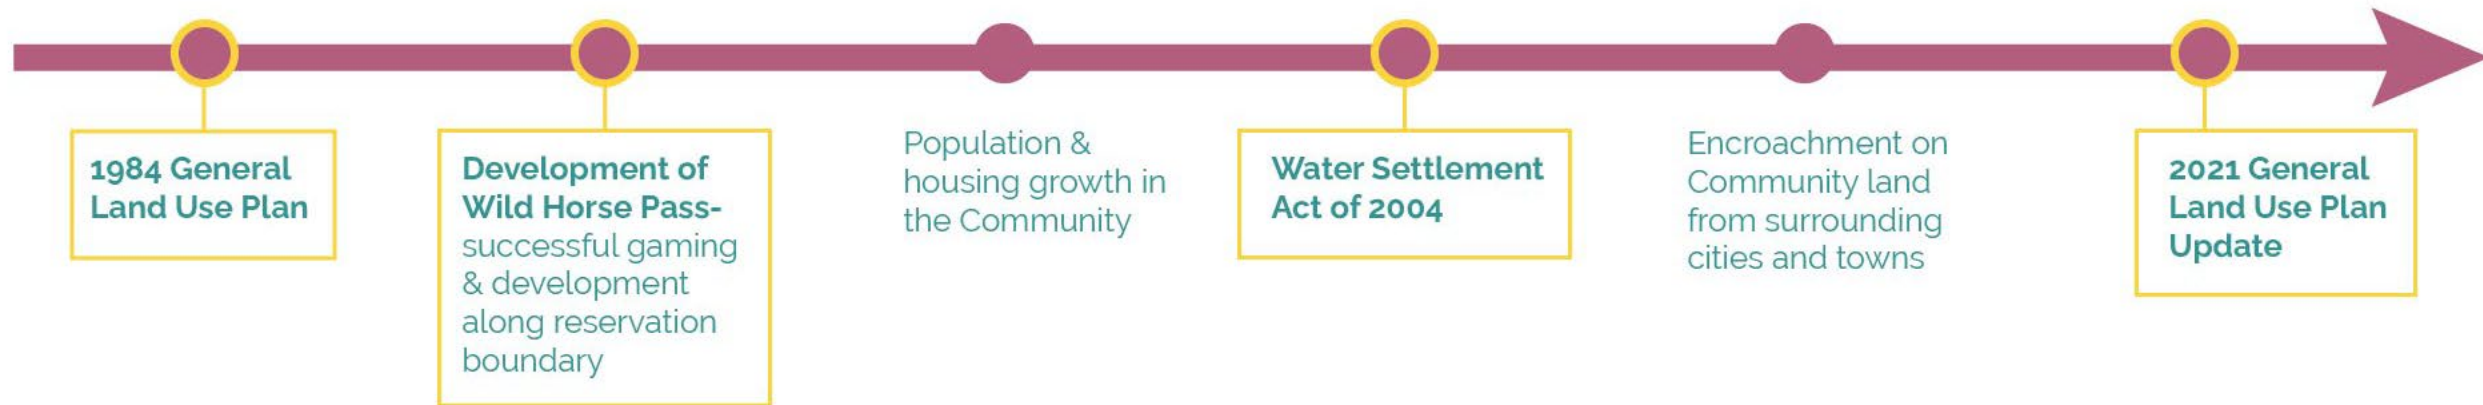 1984 General
Land Use Plan
Development of
Wild Horse Pass-
successful gaming
& development
along reservation
boundary
Population &
housing growth in
the Community
Water Settlement
Act of 2004
Encroachment on
Community land
from surrounding
cities and towns
2021 General
Land Use Plan
Update